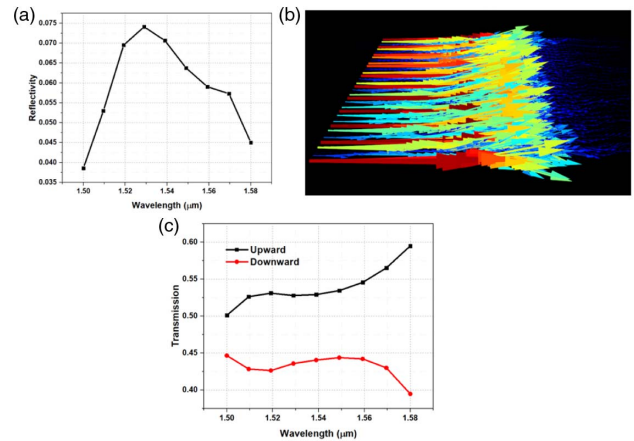 (a)
0.075
0.070
0.065
0.060
0.055
0.050
0.045
0.040
0.035
Reflectivity
1.50
1.52
1.54
1.56
1.58
Wavelength (μm)
(b)
(c)
Upward
Downward
0.60
0.55
0.50
0.45
0.40
Transmission
1.50
1.52
1.54
1.56
1.58
Wavelength (μm)